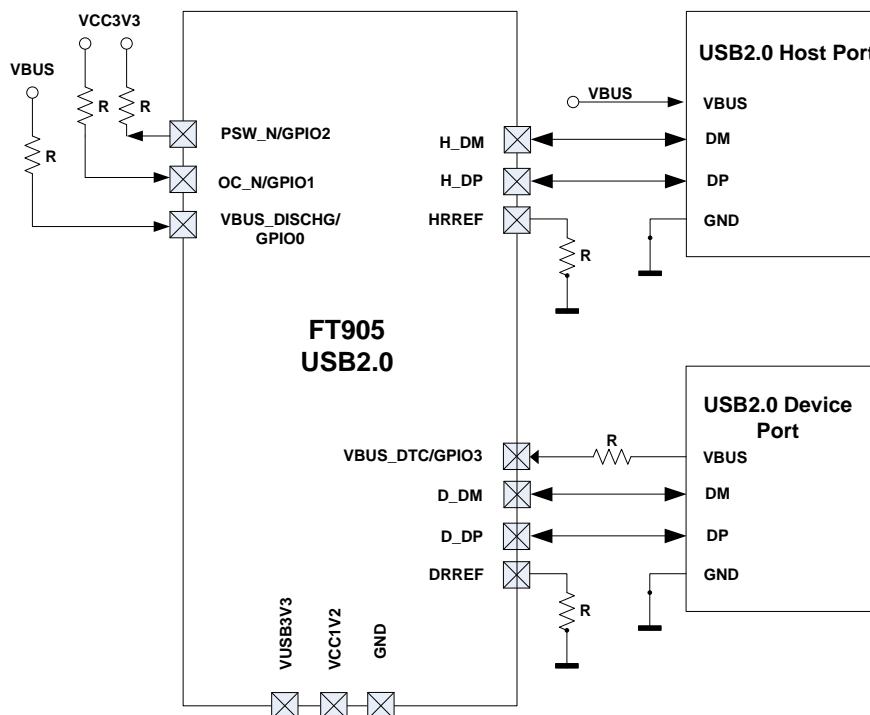 VCC3V3
VBUS
R
R
R
PSW_N/GPIO2
OC_N/GPIO1
VBUS_DISCHG/
GPIO0
FT905
USB2.0
H_DM
H_DP
HRREF
R
VBUS
USB2.0 Host Port
VBUS
DM
DP
GND
VBUS_DTC/GPIO3
D_DM
D_DP
DRREF
R
R
USB2.0 Device
Port
VBUS
DM
DP
GND
VUSB3V3
VCC1V2
GND